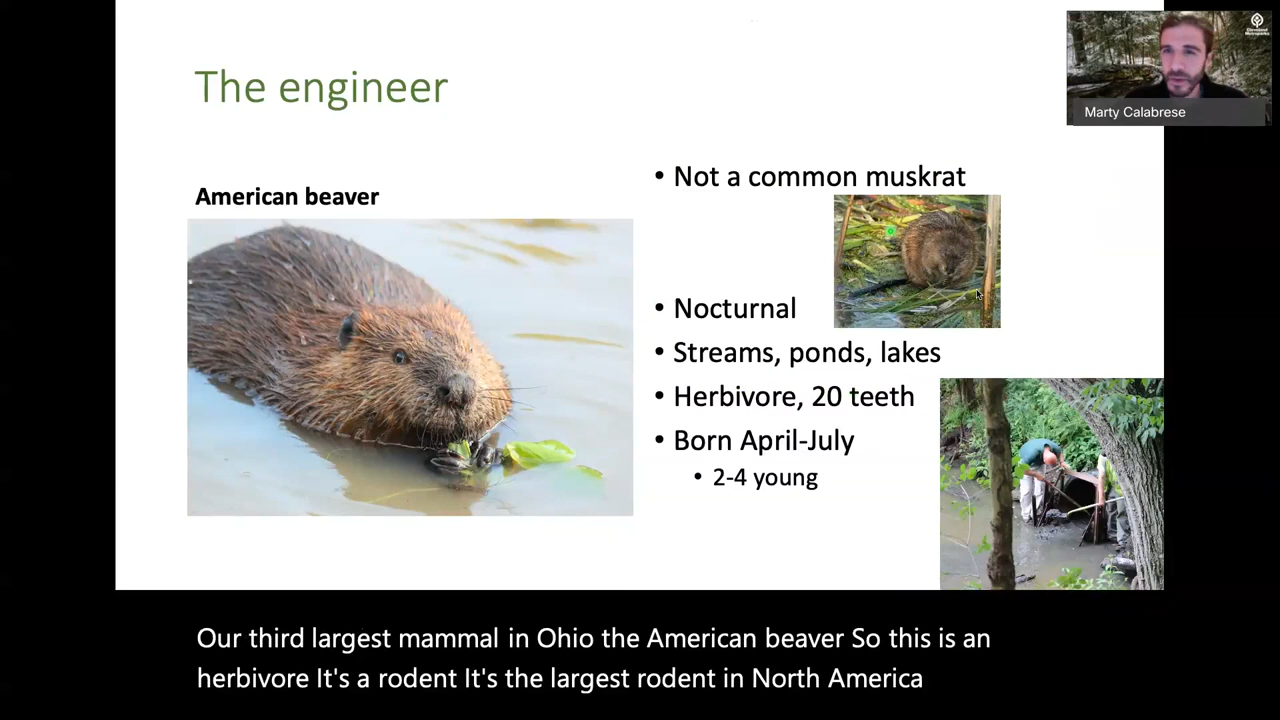 The engineer
American beaver
• Not a common muskrat
• Nocturnal
• Streams, ponds, lakes
• Herbivore, 20 teeth
• Born April-July
• 2-4 young
Cleveland
Metroparks
Marty Calabrese
Our third largest mammal in Ohio the American beaver So this is an
herbivore It's a rodent It's the largest rodent in North America